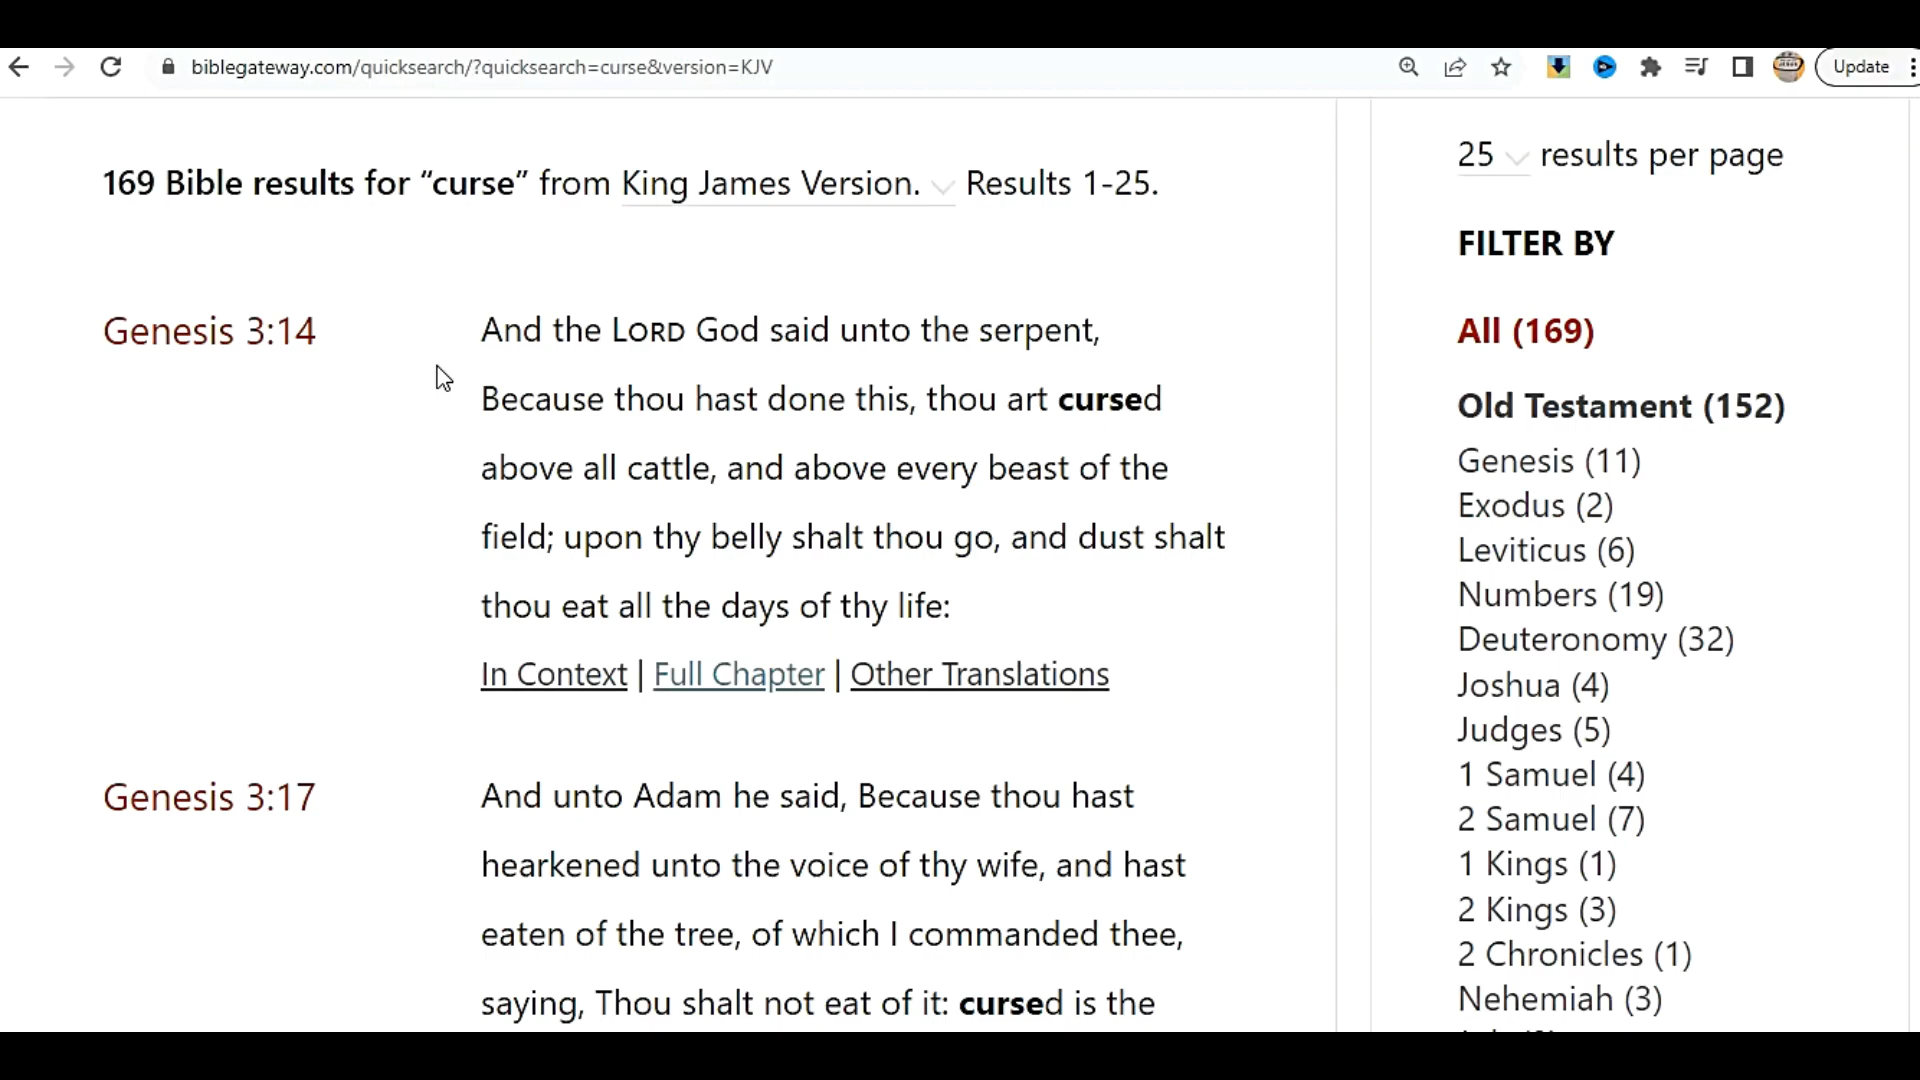 biblegateway.com/quicksearch/?quicksearch=curse&version=KJV
Update
169 Bible results for “curse” from King James Version. Results 1-25.
Genesis 3:14
And the LORD God said unto the serpent,
Because thou hast done this, thou art cursed
above all cattle, and above every beast of the
field; upon thy belly shalt thou go, and dust shalt
thou eat all the days of thy life:
In Context | Full Chapter | Other Translations
Genesis 3:17
And unto Adam he said, Because thou hast
hearkened unto the voice of thy wife, and hast
eaten of the tree, of which I commanded thee,
saying, Thou shalt not eat of it: cursed is the
25 results per page
FILTER BY
All (169)
Old Testament (152)
Genesis (11)
Exodus (2)
Leviticus (6)
Numbers (19)
Deuteronomy (32)
Joshua (4)
Judges (5)
1 Samuel (4)
2 Samuel (7)
1 Kings (1)
2 Kings (3)
2 Chronicles (1)
Nehemiah (3)